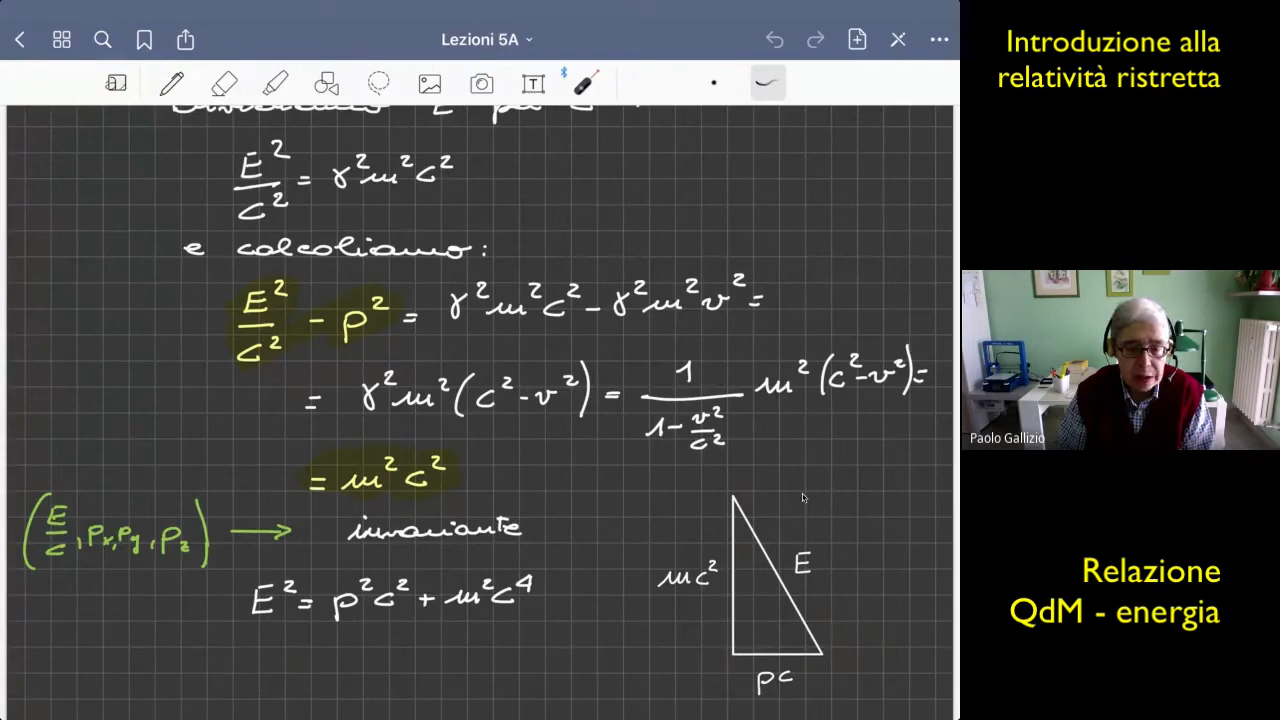 Lezioni 5A
E²/c² = γ²m²c²
e calcoliamo:
E²/c² - p² = γ²m²c² - γ²m²v² =
= γ²m²(c²-v²) = 1/(1-v²/c²) m²(c²-v²) =
= m²c²
(E/c, px, py, pz) → invariante
E² = p²c² + m²c⁴
mc²
E
pc
Introduzione alla
relatività ristretta
Paolo Gallizio
Relazione
QdM - energia